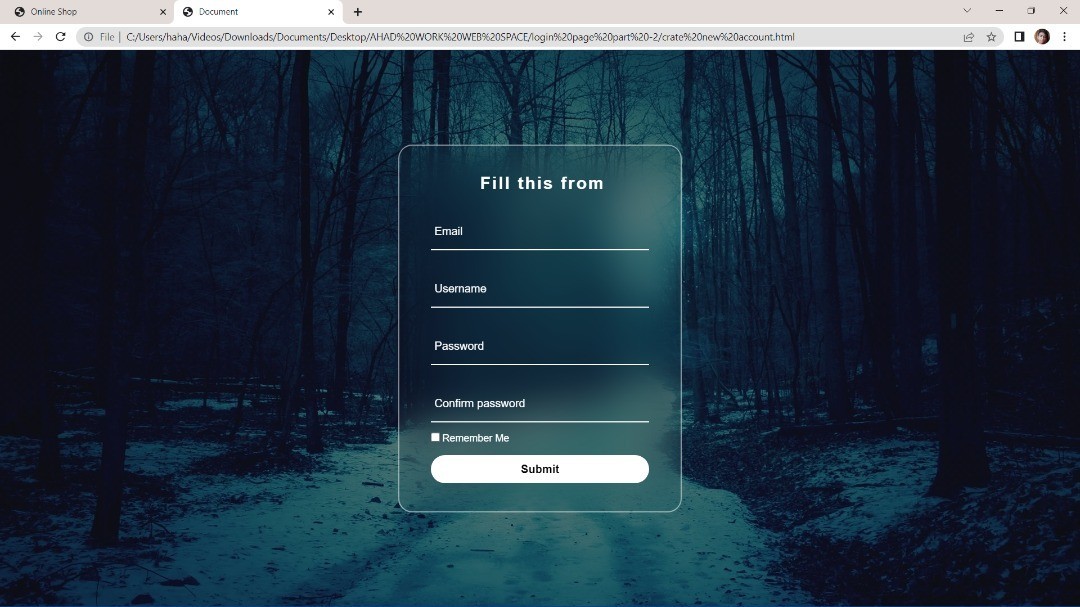 Online Shop
Document
File | C:/Users/haha/Videos/Downloads/Documents/Desktop/AHAD%20WORK%20WEB%20SPACE/login%20page%20part%20-2/crate%20new%20account.html
Fill this from
Email
Username
Password
Confirm password
Remember Me
Submit